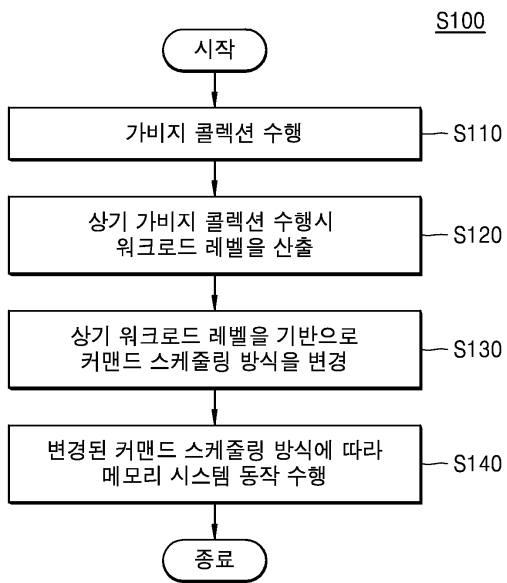 S100
시작
가비지 콜렉션 수행
S110
상기 가비지 콜렉션 수행시
워크로드 레벨을 산출
S120
상기 워크로드 레벨을 기반으로
커맨드 스케줄링 방식을 변경
S130
변경된 커맨드 스케줄링 방식에 따라
메모리 시스템 동작 수행
S140
종료